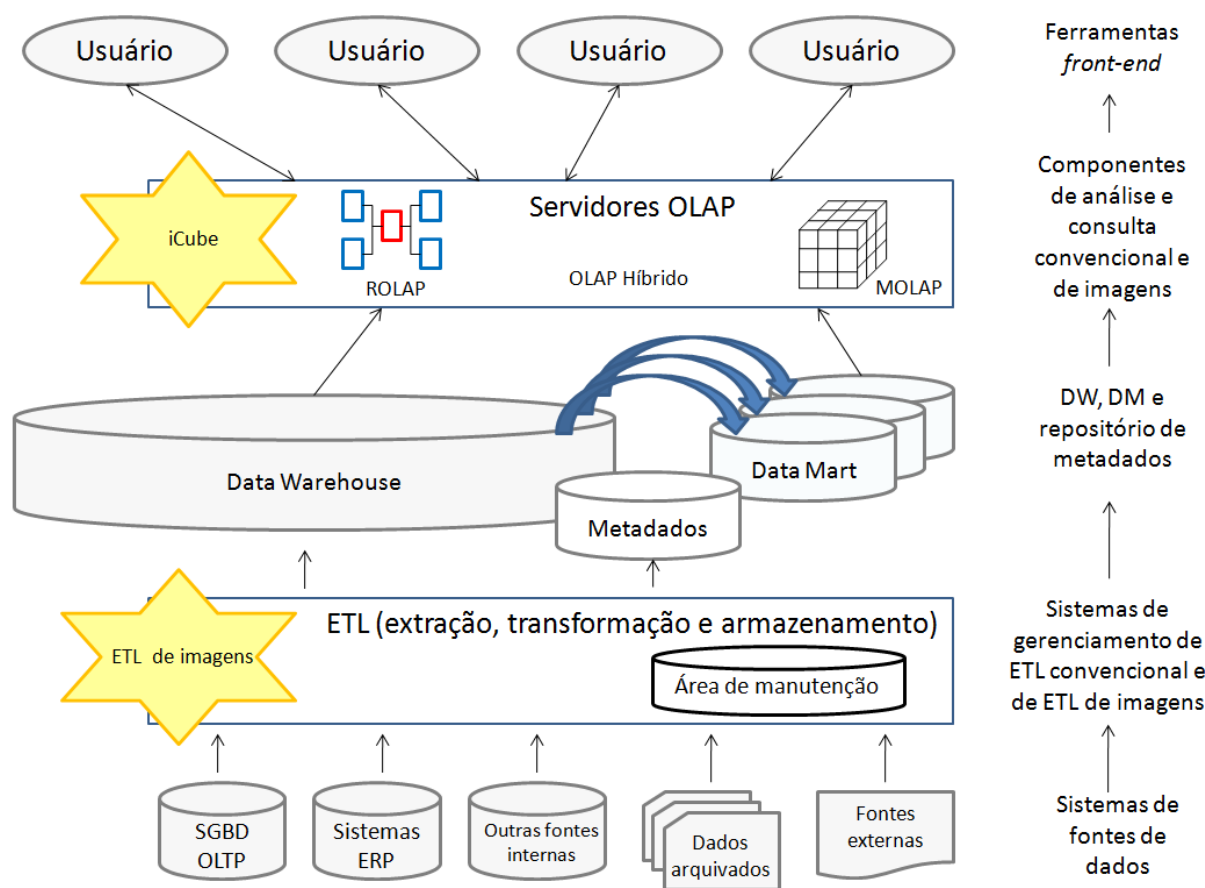 Usuário
Usuário
Usuário
Usuário
Ferramentas
front-end
iCube
Servidores OLAP
ROLAP
OLAP Híbrido
MOLAP
Componentes
de análise e
consulta
convencional e
de imagens
Data Warehouse
Metadados
Data Mart
DW, DM e
repositório de
metadados
ETL de imagens
ETL (extração, transformação e armazenamento)
Área de manutenção
Sistemas de
gerenciamento de
ETL convencional e
de ETL de imagens
SGBD
OLTP
Sistemas
ERP
Outras fontes
internas
Dados
arquivados
Fontes
externas
Sistemas de
fontes de
dados